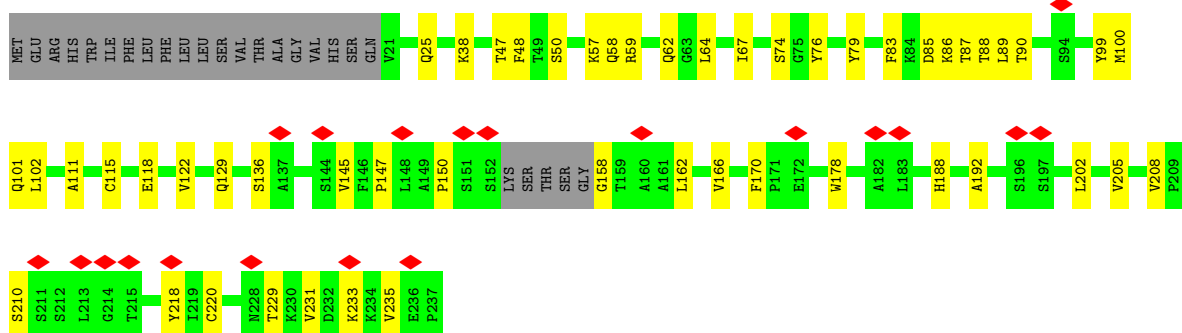 MET GLU ARG HIS TRP ILE PHE LEU PHE LEU LEU SER VAL THR ALA GLY VAL HIS SER GLN V21 Q25 K38 T47 F48 T49 S50 K57 Q58 R59 Q62 G63 L64 I67 S74 G75 Y76 Y79 F83 K84 D85 K86 T87 T88 L89 T90 S94 Y99 M100
Q101 L102 A111 C115 E118 V122 Q129 S136 A137 S144 V145 F146 P147 L148 A149 P150 S151 S152 LYS SER THR SER GLY G158 T159 A160 A161 L162 V166 F170 P171 E172 W178 A182 L183 H188 A192 S196 S197 L202 V205 V208 P209
S210 S211 S212 L213 G214 T215 Y218 I219 C220 N228 T229 K230 V231 D232 K233 K234 V235 E236 P237